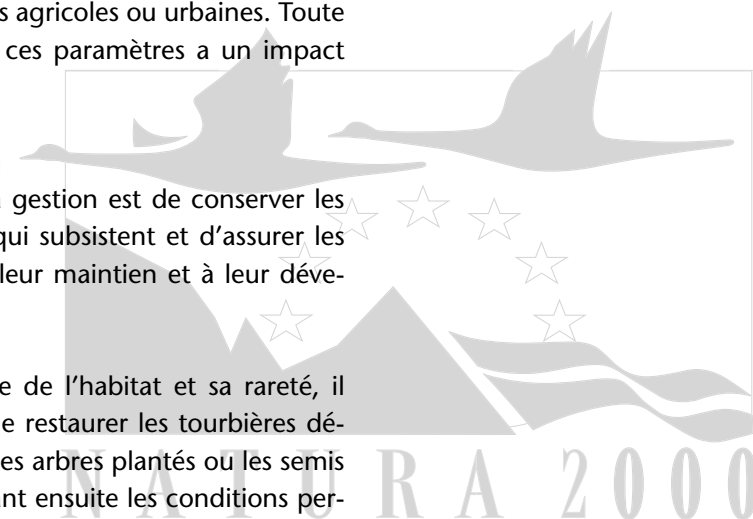 s agricoles ou urbaines. Toute
ces paramètres a un impact
gestion est de conserver les
qui subsistent et d'assurer les
leur maintien et à leur déve-
e de l'habitat et sa rareté, il
e restaurer les tourbières dé-
es arbres plantés ou les semis
ant ensuite les conditions per-
NATURA 2000